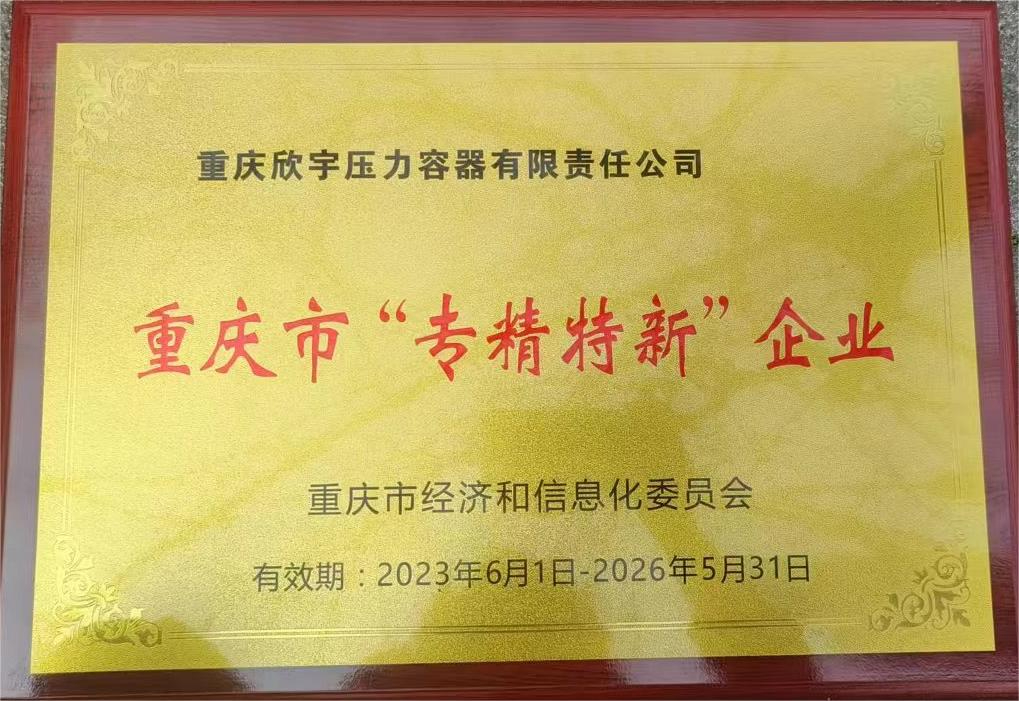 重庆欣宇压力容器有限责任公司
重庆市“专精特新”企业
重庆市经济和信息化委员会
有效期：2023年6月1日-2026年5月31日